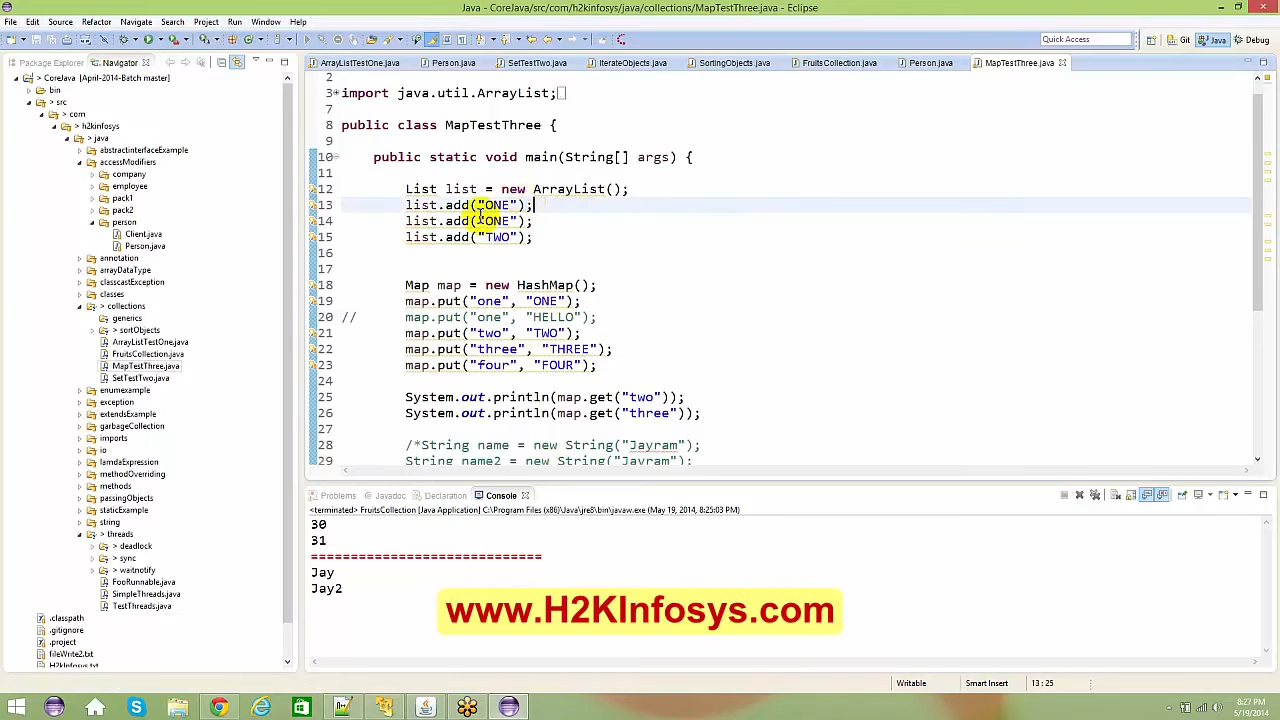 Java - CoreJava/src/com/h2kinfosys/java/collections/MapTestThree.java - Eclipse
File Edit Source Refactor Navigate Search Project Run Window Help
Quick Access Git Java Debug
Package Explorer Navigator
ArrayListTestOne.java Person.java SetTestTwo.java IterateObjects.java SortingObjects.java FruitsCollection.java Person.java MapTestThree.java
> CoreJava [April-2014-Batch master]
bin
> src
> com
> h2kinfosys
> java
abstractinterfaceExample
> accessModifiers
> company
> employee
> pack1
> pack2
> person
Client.java
Person.java
> annotation
> arrayDataType
> classcastException
> classes
> collections
generics
> sortObjects
ArrayListTestOne.java
FruitsCollection.java
MapTestThree.java
SetTestTwo.java
enumexample
> exception
> extendsExample
> garbageCollection
> imports
> io
> lamdaExpression
> methodOverriding
> methods
> passingObjects
> staticExample
> string
> threads
> deadlock
> sync
> waitnotify
FooRunnable.java
SimpleThreads.java
TestThreads.java
.classpath
.gitignore
.project
fileWrite2.txt
H2KInfosys.txt
2
3 import java.util.ArrayList;
7
8 public class MapTestThree {
9
10 public static void main(String[] args) {
11
12 List list = new ArrayList();
13 list.add("ONE");
14 list.add("ONE");
15 list.add("TWO");
16
17
18 Map map = new HashMap();
19 map.put("one", "ONE");
20 // map.put("one", "HELLO");
21 map.put("two", "TWO");
22 map.put("three", "THREE");
23 map.put("four", "FOUR");
24
25 System.out.println(map.get("two"));
26 System.out.println(map.get("three"));
27
28 /*String name = new String("Jayram");
29 String name2 = new String("Jayram");
Problems Javadoc Declaration Console
<terminated> FruitsCollection [Java Application] C:\Program Files (x86)\Java\jre8\bin\javaw.exe (May 19, 2014, 8:25:03 PM)
30
31
=============================
Jay
Jay2
www.H2KInfosys.com
Writable Smart Insert 13 : 25
8:27 PM
5/19/2014